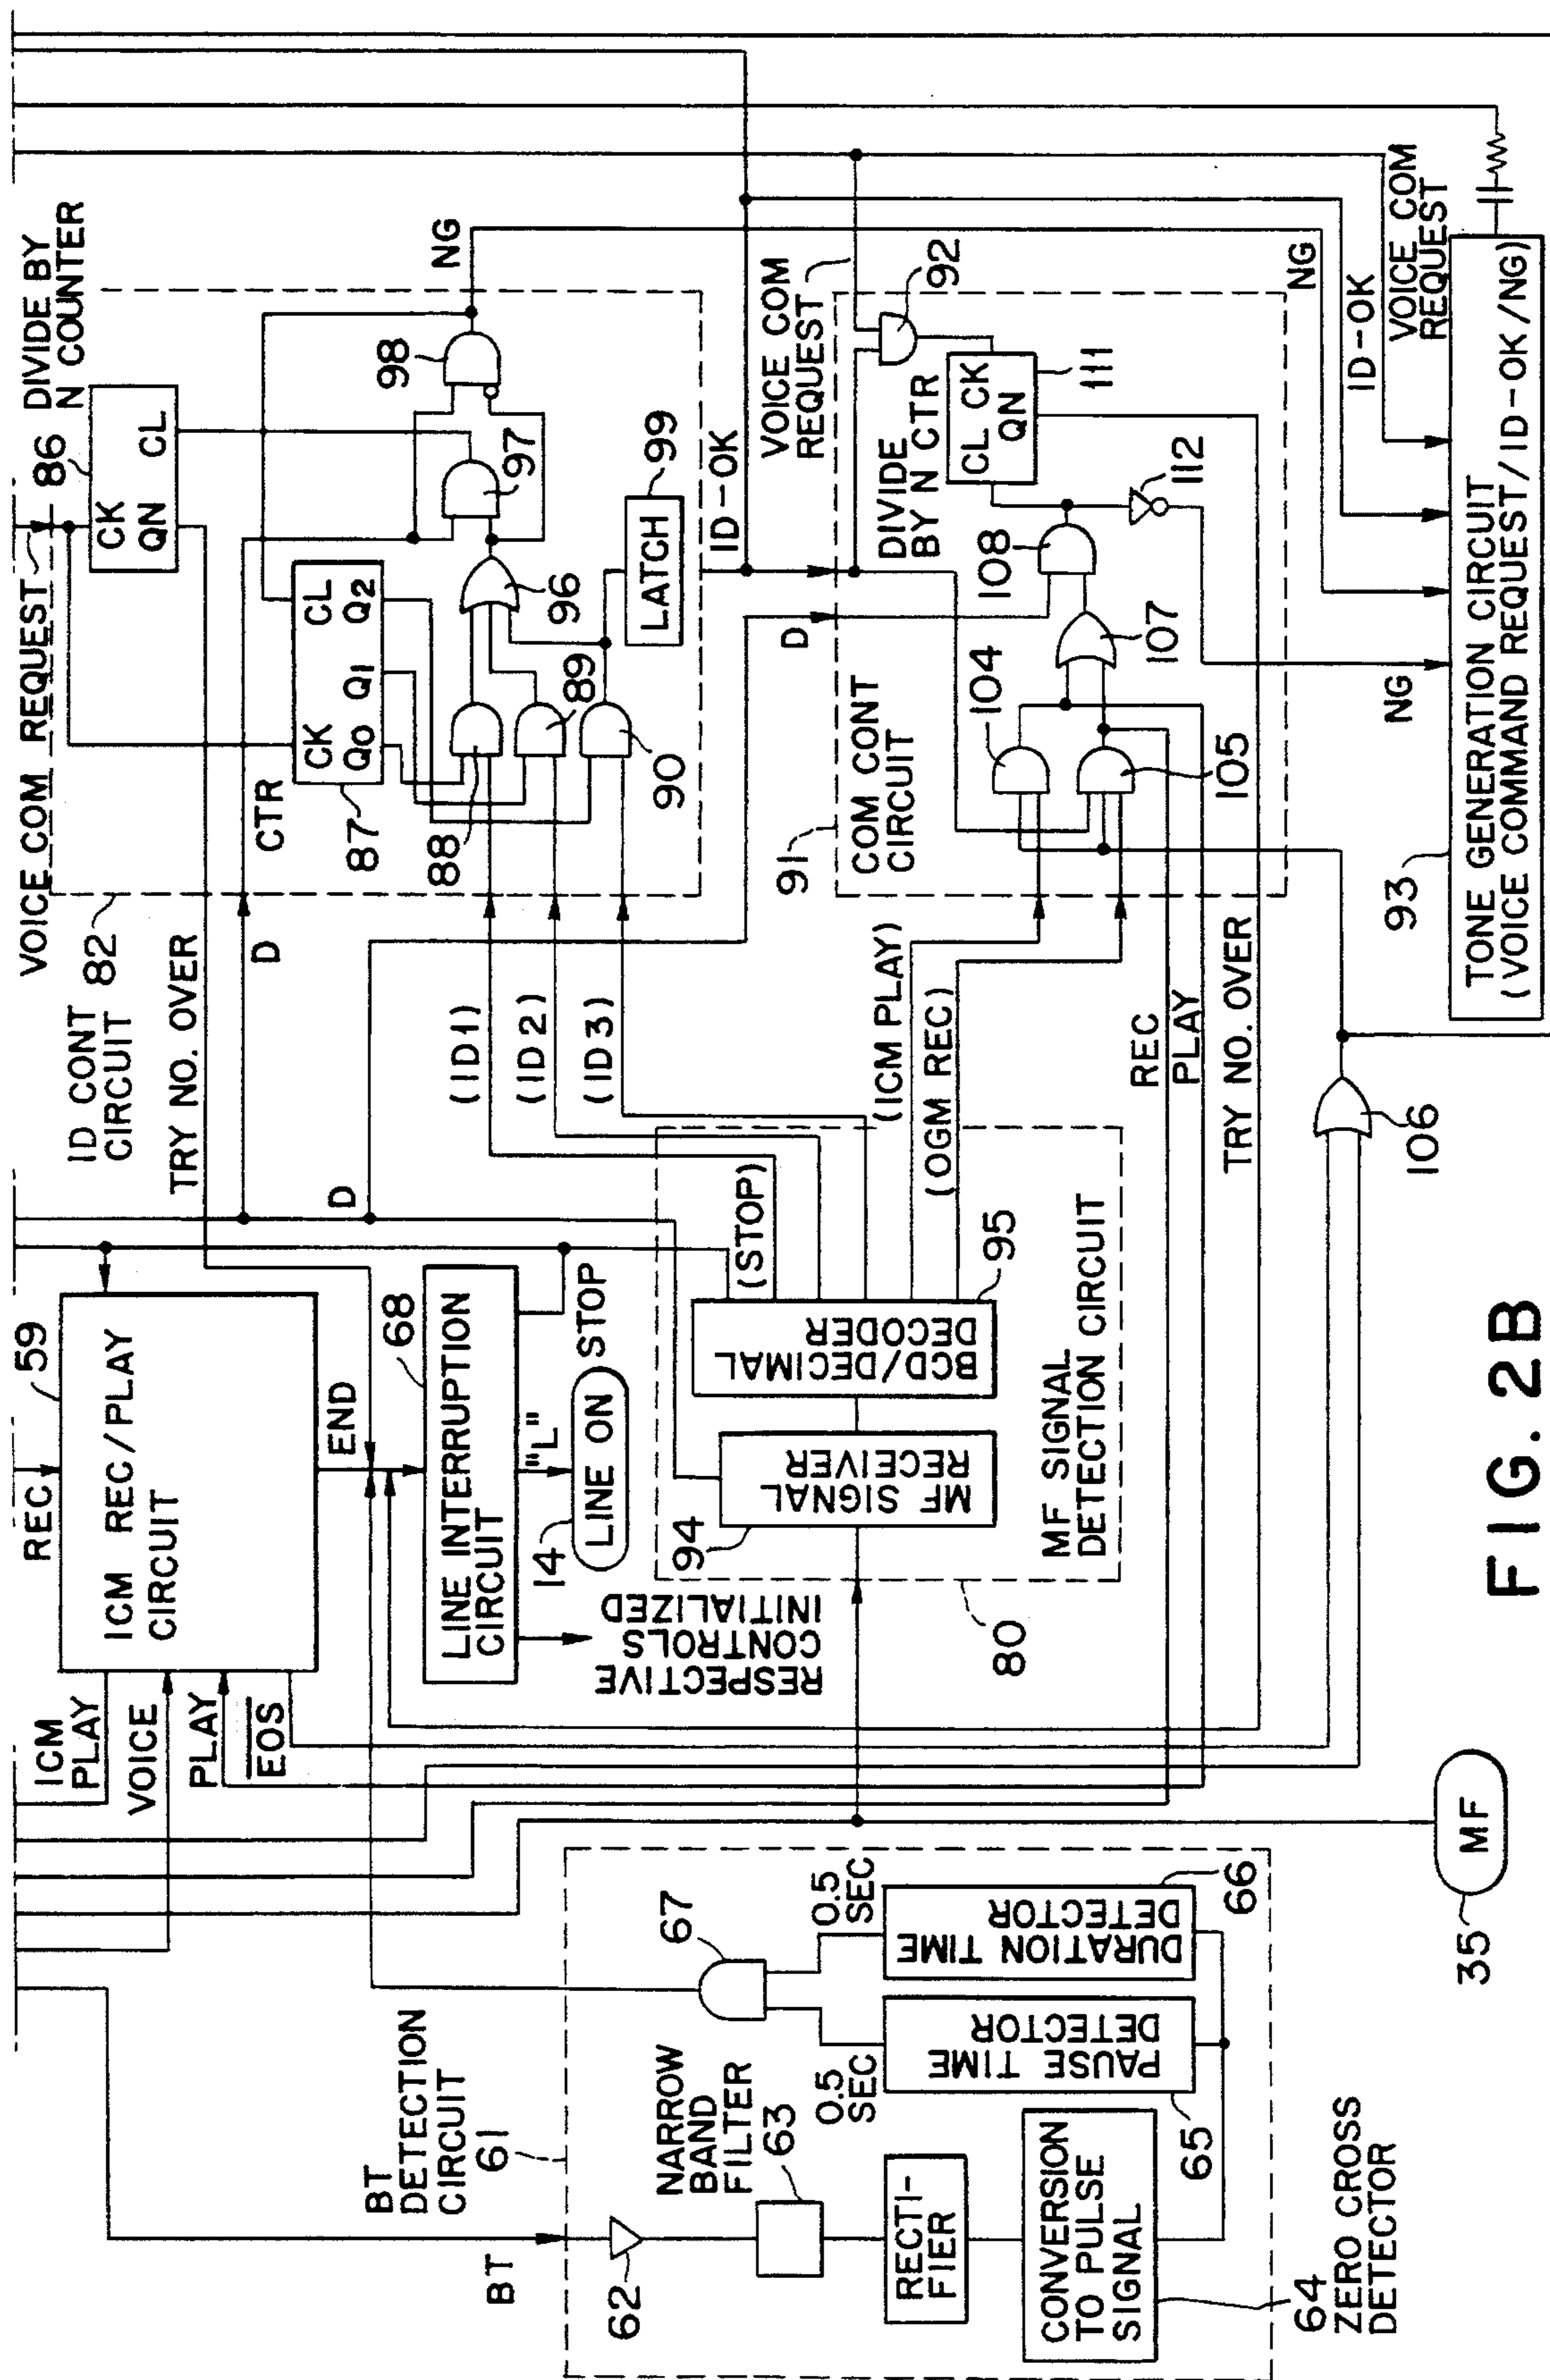 VOICE COM REQUEST
86
DIVIDE BY
N COUNTER
CK
CL
QN
ID CONT
CIRCUIT 82
TRY NO. OVER
D
CTR
CK
CL
Q0
Q1
Q2
87
88
89
90
96
97
98
NG
LATCH
99
ID-OK
(ID1)
(ID2)
(ID3)
REC
59
ICM REC/PLAY
CIRCUIT
ICM
PLAY
VOICE
PLAY
EOS
END
D
68
LINE INTERRUPTION
CIRCUIT
"L"
STOP
14
LINE ON
RESPECTIVE
CONTROLS
INITIALIZED
(STOP)
94
MF SIGNAL
RECEIVER
BCD/DECIMAL
DECODER
95
MF SIGNAL
DETECTION CIRCUIT
80
(ICM PLAY)
(OGM REC)
REC
PLAY
TRY NO. OVER
106
VOICE COM
REQUEST
D
91
COM CONT
CIRCUIT
DIVIDE
BY N CTR
CL CK
QN
92
111
104
105
107
108
112
NG
NG
ID-OK
VOICE COM
REQUEST
93
TONE GENERATION CIRCUIT
(VOICE COMMAND REQUEST/ID-OK/NG)
BT
DETECTION
CIRCUIT
61
BT
62
NARROW
BAND
FILTER
63
RECTI-
FIER
CONVERSION
TO PULSE
SIGNAL
64
ZERO CROSS
DETECTOR
67
0.5
SEC
0.5
SEC
PAUSE TIME
DETECTOR
65
DURATION TIME
DETECTOR
66
35
MF
FIG. 2B